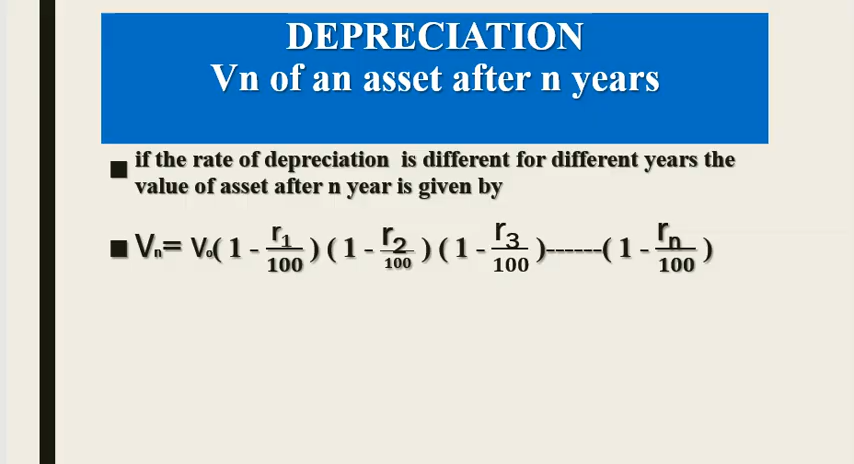 DEPRECIATION
Vn of an asset after n years
■ if the rate of depreciation is different for different years the
value of asset after n year is given by
■ Vₙ= V₀( 1 - r₁/100 ) ( 1 - r₂/100 ) ( 1 - r₃/100 )------( 1 - rₙ/100 )